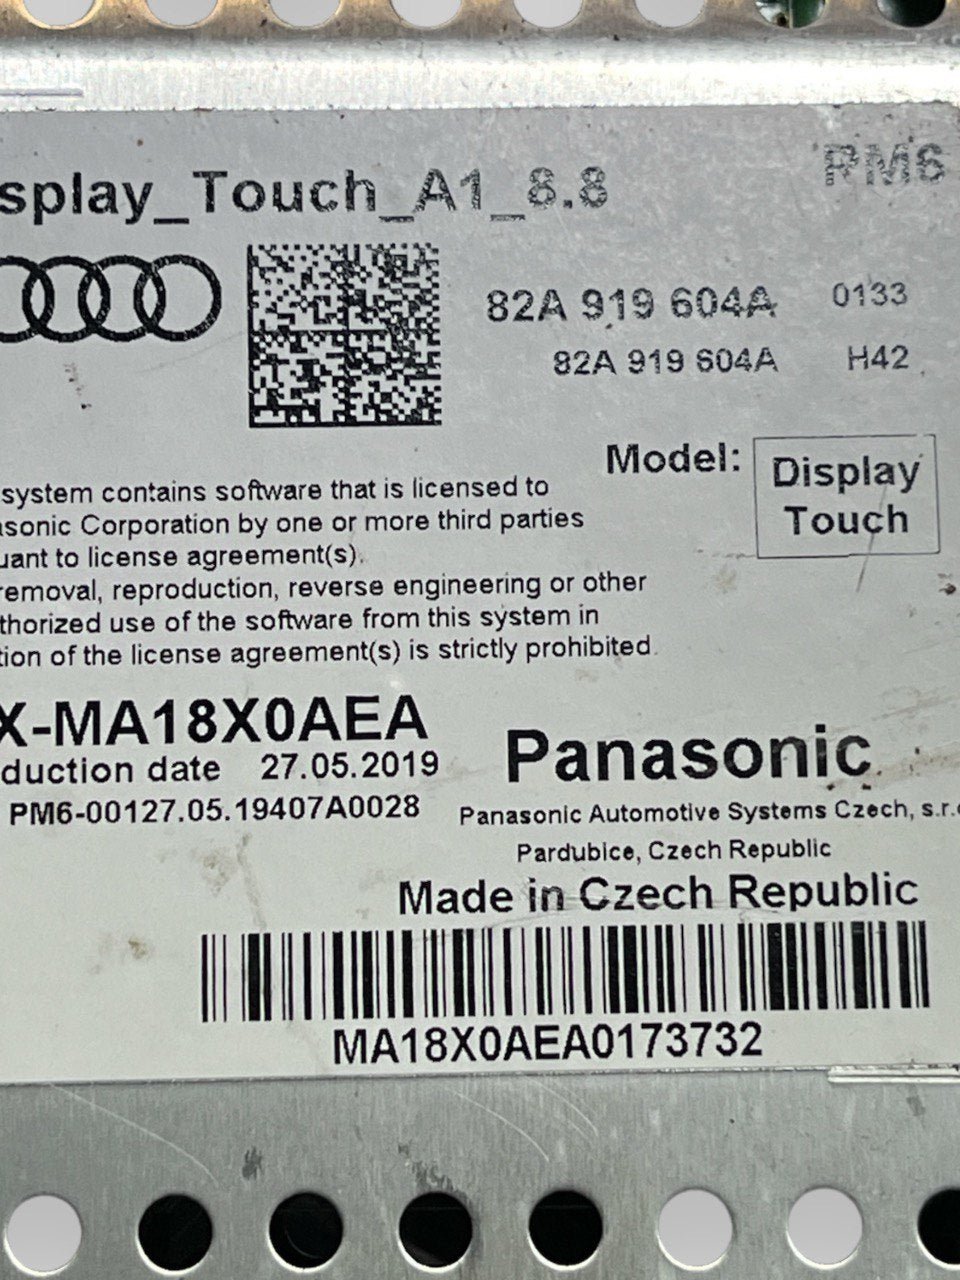 splay_Touch_A1_8.8
PM6
82A 919 604A 0133
82A 919 604A H42
Model: Display Touch
system contains software that is licensed to
sonic Corporation by one or more third parties
uant to license agreement(s).
removal, reproduction, reverse engineering or other
thorized use of the software from this system in
tion of the license agreement(s) is strictly prohibited.
X-MA18X0AEA
duction date 27.05.2019
PM6-00127.05.19407A0028
Panasonic
Panasonic Automotive Systems Czech, s.r.o
Pardubice, Czech Republic
Made in Czech Republic
MA18X0AEA0173732